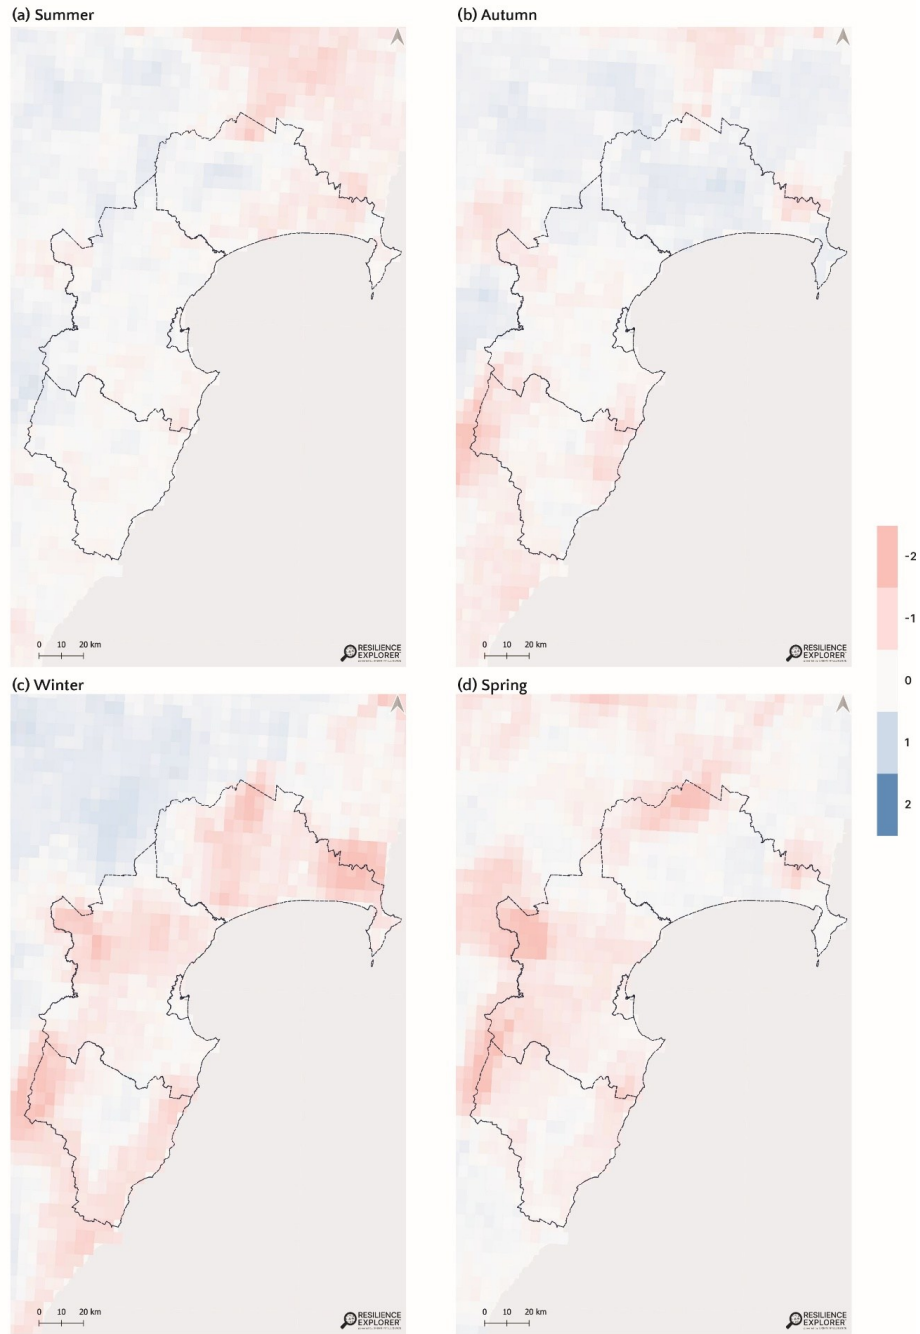 (a) Summer
(b) Autumn
0 10 20 km
RESILIENCE
EXPLORER
0 10 20 km
RESILIENCE
EXPLORER
-2
-1
0
1
2
(c) Winter
(d) Spring
0 10 20 km
RESILIENCE
EXPLORER
0 10 20 km
RESILIENCE
EXPLORER